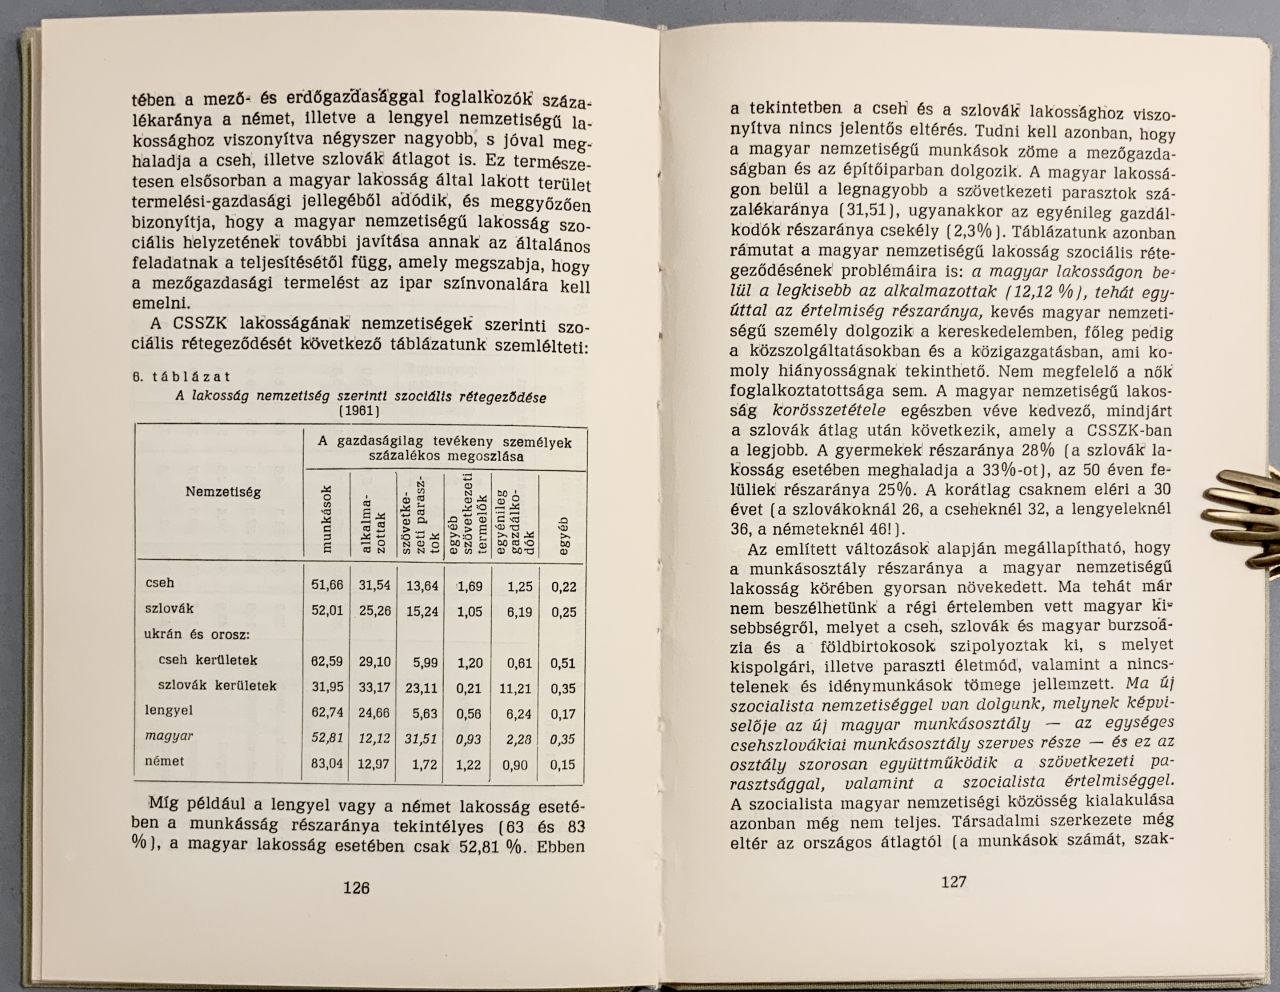 tében a mező- és erdőgazdasággal foglalkozók száza-
lékaránya a német, illetve a lengyel nemzetiségű la-
kossághoz viszonyítva négyszer nagyobb, s jóval meg-
haladja a cseh, illetve szlovák átlagot is. Ez természe-
tesen elsősorban a magyar lakosság által lakott terület
termelési-gazdasági jellegéből adódik, és meggyőzően
bizonyítja, hogy a magyar nemzetiségű lakosság szo-
ciális helyzetének további javítása annak az általános
feladatnak a teljesítésétől függ, amely megszabja, hogy
a mezőgazdasági termelést az ipar színvonalára kell
emelni.
A CSSZK lakosságának nemzetiségek szerinti szo-
ciális rétegeződését következő táblázatunk szemlélteti:
6. táblázat
A lakosság nemzetiség szerinti szociális rétegeződése
(1961)
Nemzetiség
A gazdaságilag tevékeny személyek
százalékos megoszlása
munkások
alkalma-
zottak
szövetke-
zeti parasz-
tok
egyéb
szövetkezeti
termelők
egyénileg
gazdálko-
dók
egyéb
cseh 51,66 31,54 13,64 1,69 1,25 0,22
szlovák 52,01 25,26 15,24 1,05 6,19 0,25
ukrán és orosz:
cseh kerületek 62,59 29,10 5,99 1,20 0,61 0,51
szlovák kerületek 31,95 33,17 23,11 0,21 11,21 0,35
lengyel 62,74 24,66 5,63 0,56 6,24 0,17
magyar 52,81 12,12 31,51 0,93 2,28 0,35
német 83,04 12,97 1,72 1,22 0,90 0,15
Míg például a lengyel vagy a német lakosság eseté-
ben a munkásság részaránya tekintélyes (63 és 83
%), a magyar lakosság esetében csak 52,81 %. Ebben
126
a tekintetben a cseh és a szlovák lakossághoz viszo-
nyítva nincs jelentős eltérés. Tudni kell azonban, hogy
a magyar nemzetiségű munkások zöme a mezőgazda-
ságban és az építőiparban dolgozik. A magyar lakossá-
gon belül a legnagyobb a szövetkezeti parasztok szá-
zalékaránya (31,51), ugyanakkor az egyénileg gazdál-
kodók részaránya csekély (2,3%). Táblázatunk azonban
rámutat a magyar nemzetiségű lakosság szociális réte-
geződésének problémáira is: a magyar lakosságon be-
lül a legkisebb az alkalmazottak (12,12 %), tehát egy-
úttal az értelmiség részaránya, kevés magyar nemzeti-
ségű személy dolgozik a kereskedelemben, főleg pedig
a közszolgáltatásokban és a közigazgatásban, ami ko-
moly hiányosságnak tekinthető. Nem megfelelő a nők
foglalkoztatottsága sem. A magyar nemzetiségű lakos-
ság korösszetétele egészben véve kedvező, mindjárt
a szlovák átlag után következik, amely a CSSZK-ban
a legjobb. A gyermekek részaránya 28% (a szlovák la-
kosság esetében meghaladja a 33%-ot), az 50 éven fe-
lüliek részaránya 25%. A korátlag csaknem eléri a 30
évet (a szlovákoknál 26, a cseheknél 32, a lengyeleknél
36, a németeknél 46!).
Az említett változások alapján megállapítható, hogy
a munkásosztály részaránya a magyar nemzetiségű
lakosság körében gyorsan növekedett. Ma tehát már
nem beszélhetünk a régi értelemben vett magyar ki-
sebbségről, melyet a cseh, szlovák és magyar burzsoá-
zia és a földbirtokosok szipolyoztak ki, s melyet
kispolgári, illetve paraszti életmód, valamint a nincs-
telenek és idénymunkások tömege jellemzett. Ma új
szocialista nemzetiséggel van dolgunk, melynek képvi-
selője az új magyar munkásosztály — az egységes
csehszlovákiai munkásosztály szerves része — és ez az
osztály szorosan együttműködik a szövetkezeti pa-
rasztsággal, valamint a szocialista értelmiséggel.
A szocialista magyar nemzetiségi közösség kialakulása
azonban még nem teljes. Társadalmi szerkezete még
eltér az országos átlagtól (a munkások számát, szak-
127